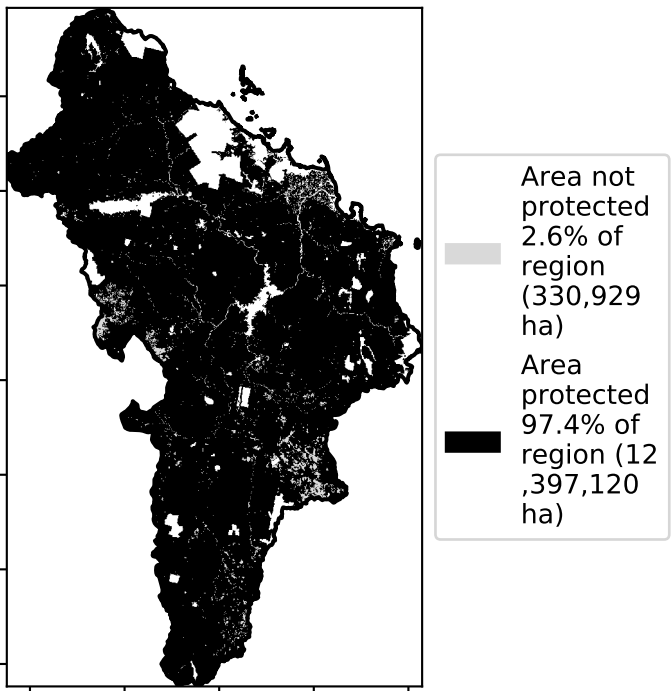 Area not
protected
2.6% of
region
(330,929
ha)
Area
protected
97.4% of
region (12
,397,120
ha)